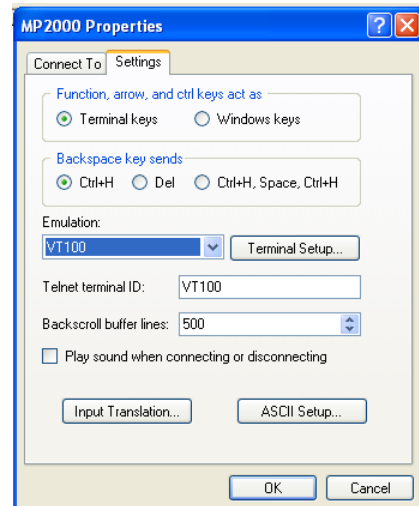 MP2000 Properties
Connect To Settings
Function, arrow, and ctrl keys act as
Terminal keys Windows keys
Backspace key sends
Ctrl+H Del Ctrl+H, Space, Ctrl+H
Emulation:
VT100 Terminal Setup...
Telnet terminal ID: VT100
Backscroll buffer lines: 500
Play sound when connecting or disconnecting
Input Translation... ASCII Setup...
OK Cancel